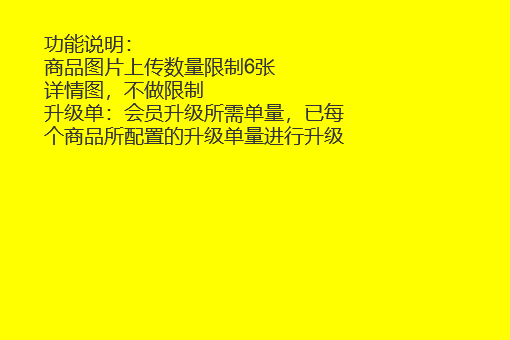 功能说明：
商品图片上传数量限制6张
详情图，不做限制
升级单：会员升级所需单量，已每
个商品所配置的升级单量进行升级